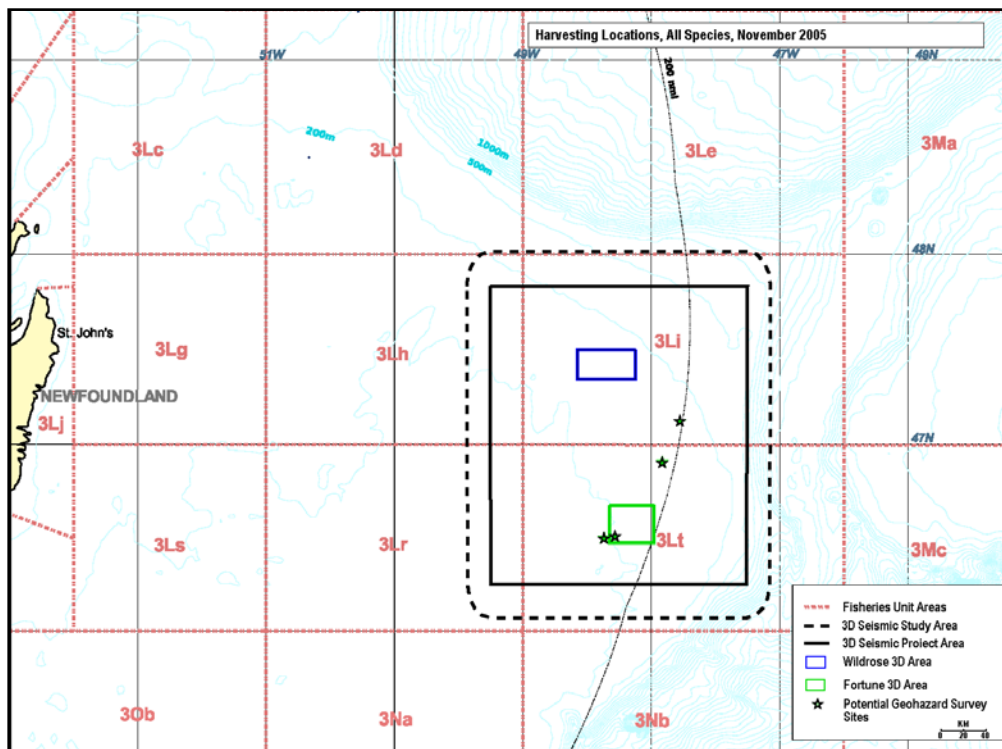 Harvesting Locations, All Species, November 2005
51W 49W 47W 49N
200 nmi
200m
1000m
500m
3Lc 3Ld 3Le 3Ma
48N
St. John's
3Lg 3Lh 3Li
NEWFOUNDLAND
3Lj
47N
3Ls 3Lr 3Lt 3Mc
3Ob 3Na 3Nb
Fisheries Unit Areas
3D Seismic Study Area
3D Seismic Project Area
Wildrose 3D Area
Fortune 3D Area
Potential Geohazard Survey
Sites
KM
0 20 40